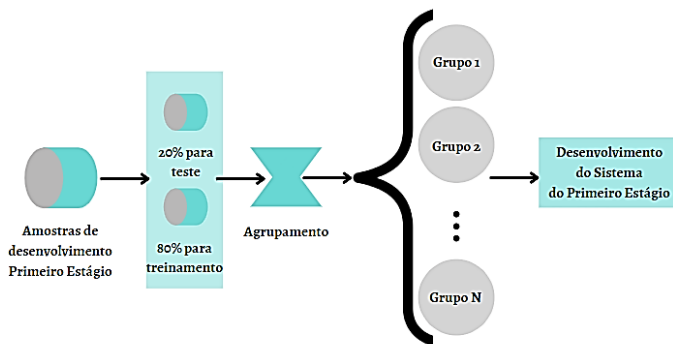 Amostras de
desenvolvimento
Primeiro Estágio
20% para
teste
80% para
treinamento
Agrupamento
Grupo 1
Grupo 2
Grupo N
Desenvolvimento
do Sistema
do Primeiro Estágio